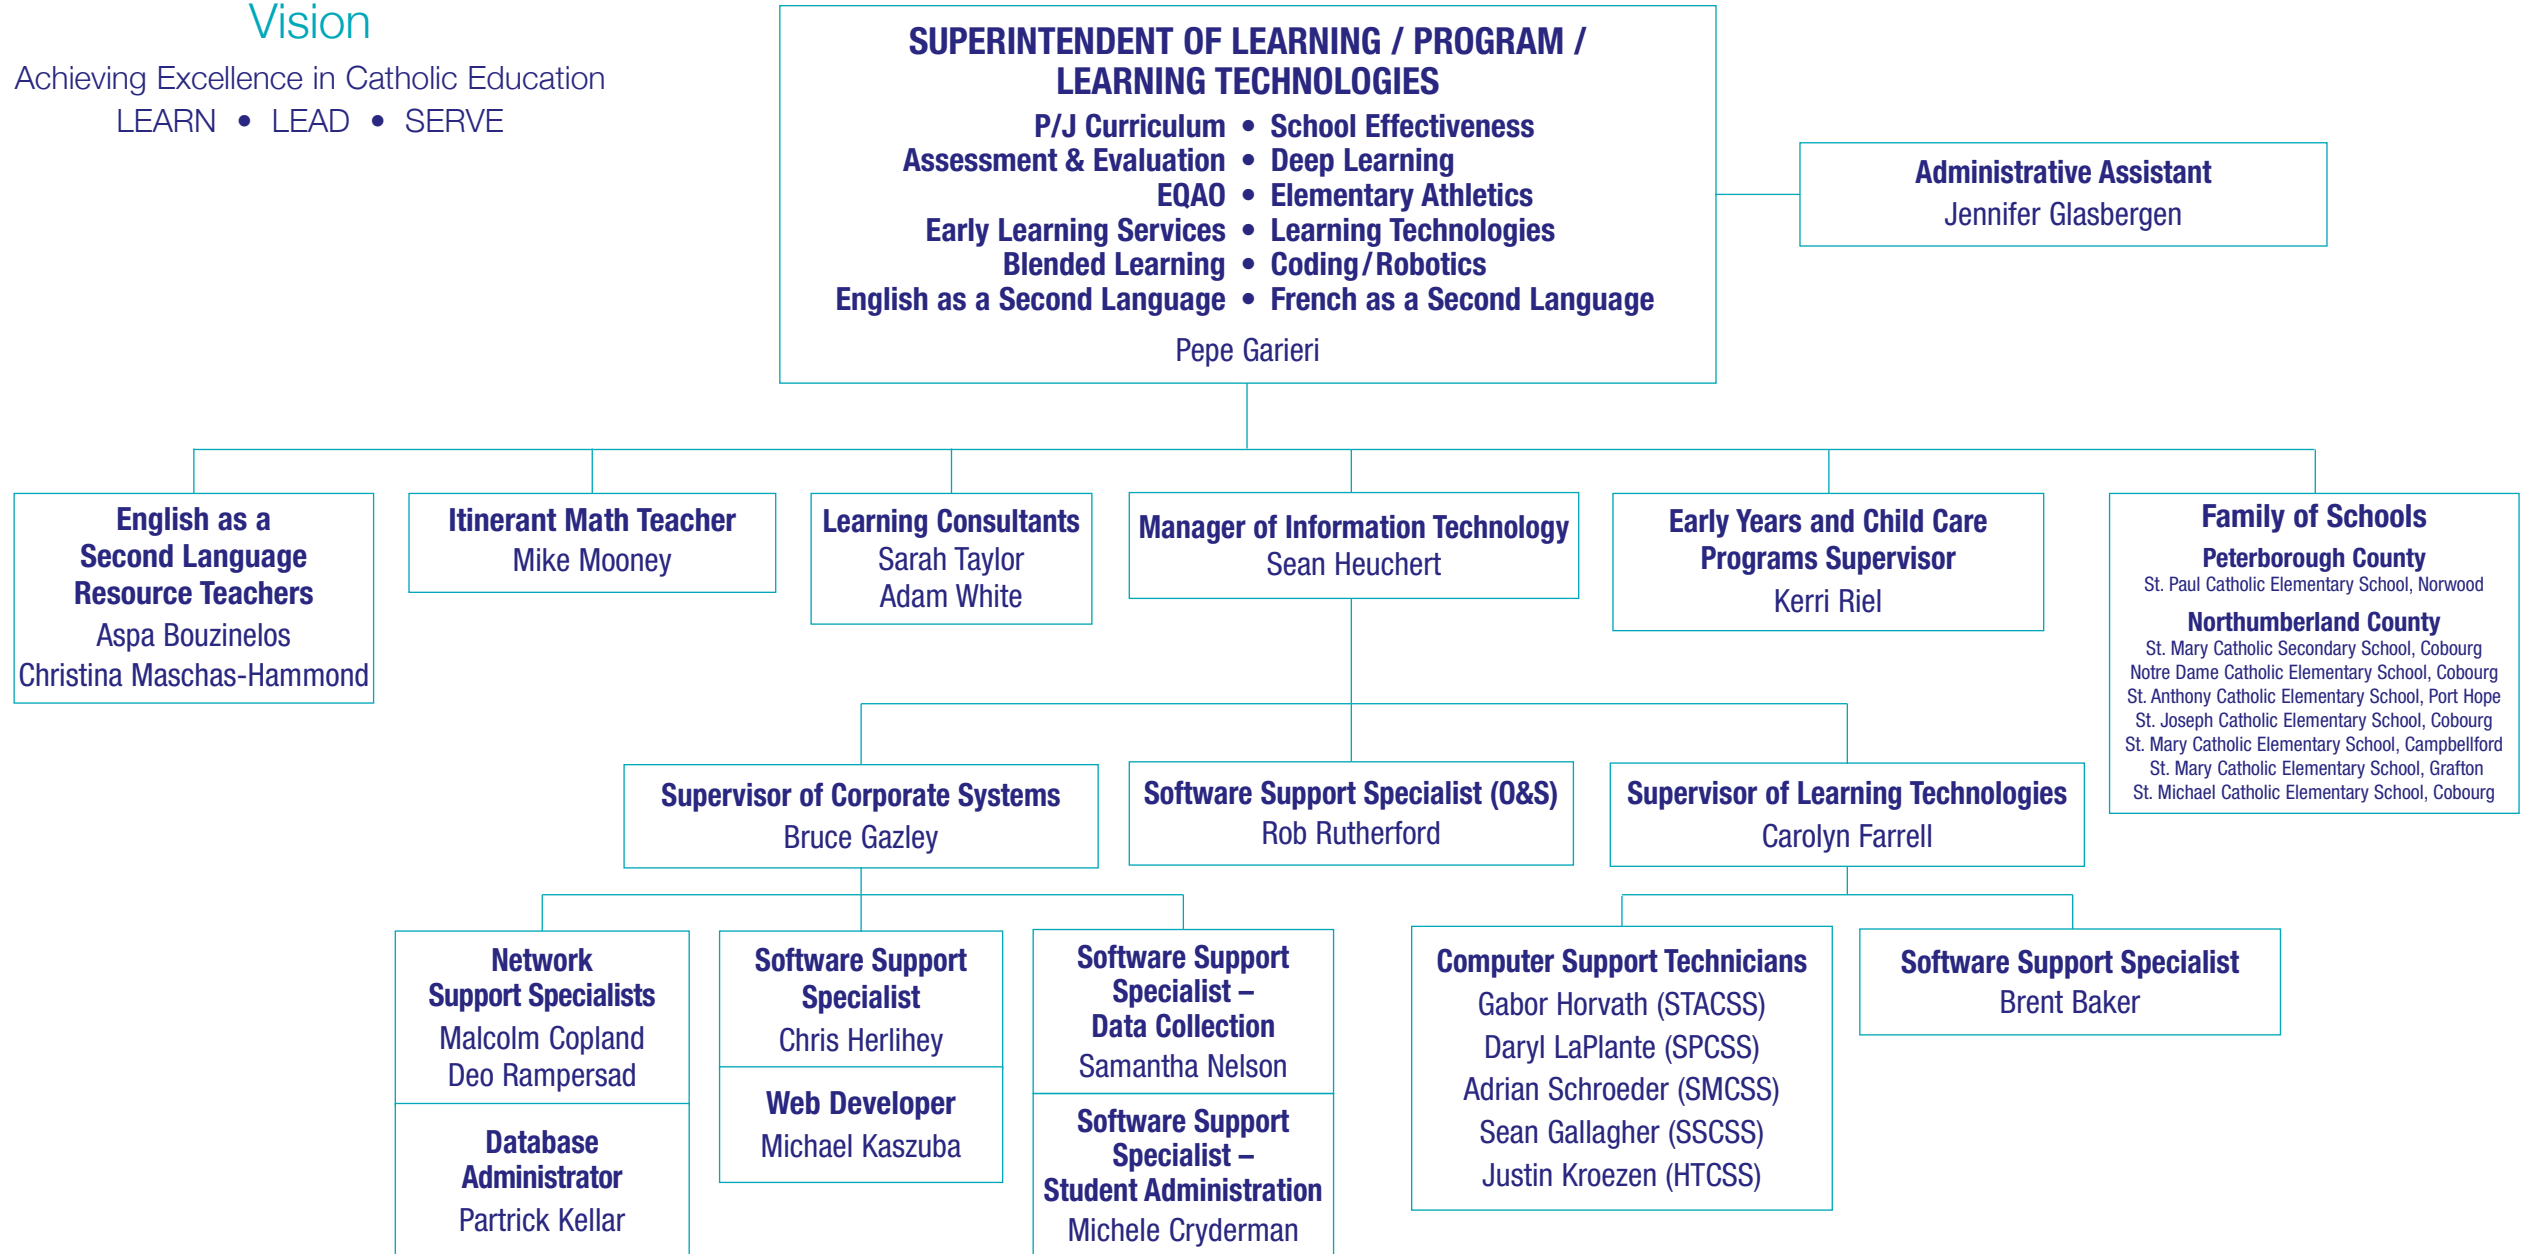 Vision
Achieving Excellence in Catholic Education
LEARN • LEAD • SERVE
SUPERINTENDENT OF LEARNING / PROGRAM /
LEARNING TECHNOLOGIES
P/J Curriculum • School Effectiveness
Assessment & Evaluation • Deep Learning
EQAO • Elementary Athletics
Early Learning Services • Learning Technologies
Blended Learning • Coding/Robotics
English as a Second Language • French as a Second Language
Pepe Garieri
Administrative Assistant
Jennifer Glasbergen
English as a
Second Language
Resource Teachers
Aspa Bouzinelos
Christina Maschas-Hammond
Itinerant Math Teacher
Mike Mooney
Learning Consultants
Sarah Taylor
Adam White
Manager of Information Technology
Sean Heuchert
Early Years and Child Care
Programs Supervisor
Kerri Riel
Family of Schools
Peterborough County
St. Paul Catholic Elementary School, Norwood
Northumberland County
St. Mary Catholic Secondary School, Cobourg
Notre Dame Catholic Elementary School, Cobourg
St. Anthony Catholic Elementary School, Port Hope
St. Joseph Catholic Elementary School, Cobourg
St. Mary Catholic Elementary School, Campbellford
St. Mary Catholic Elementary School, Grafton
St. Michael Catholic Elementary School, Cobourg
Supervisor of Corporate Systems
Bruce Gazley
Software Support Specialist (O&S)
Rob Rutherford
Supervisor of Learning Technologies
Carolyn Farrell
Network
Support Specialists
Malcolm Copland
Deo Rampersad
Database
Administrator
Partrick Kellar
Software Support
Specialist
Chris Herlihey
Web Developer
Michael Kaszuba
Software Support
Specialist –
Data Collection
Samantha Nelson
Software Support
Specialist –
Student Administration
Michele Cryderman
Computer Support Technicians
Gabor Horvath (STACSS)
Daryl LaPlante (SPCSS)
Adrian Schroeder (SMCSS)
Sean Gallagher (SSCSS)
Justin Kroezen (HTCSS)
Software Support Specialist
Brent Baker